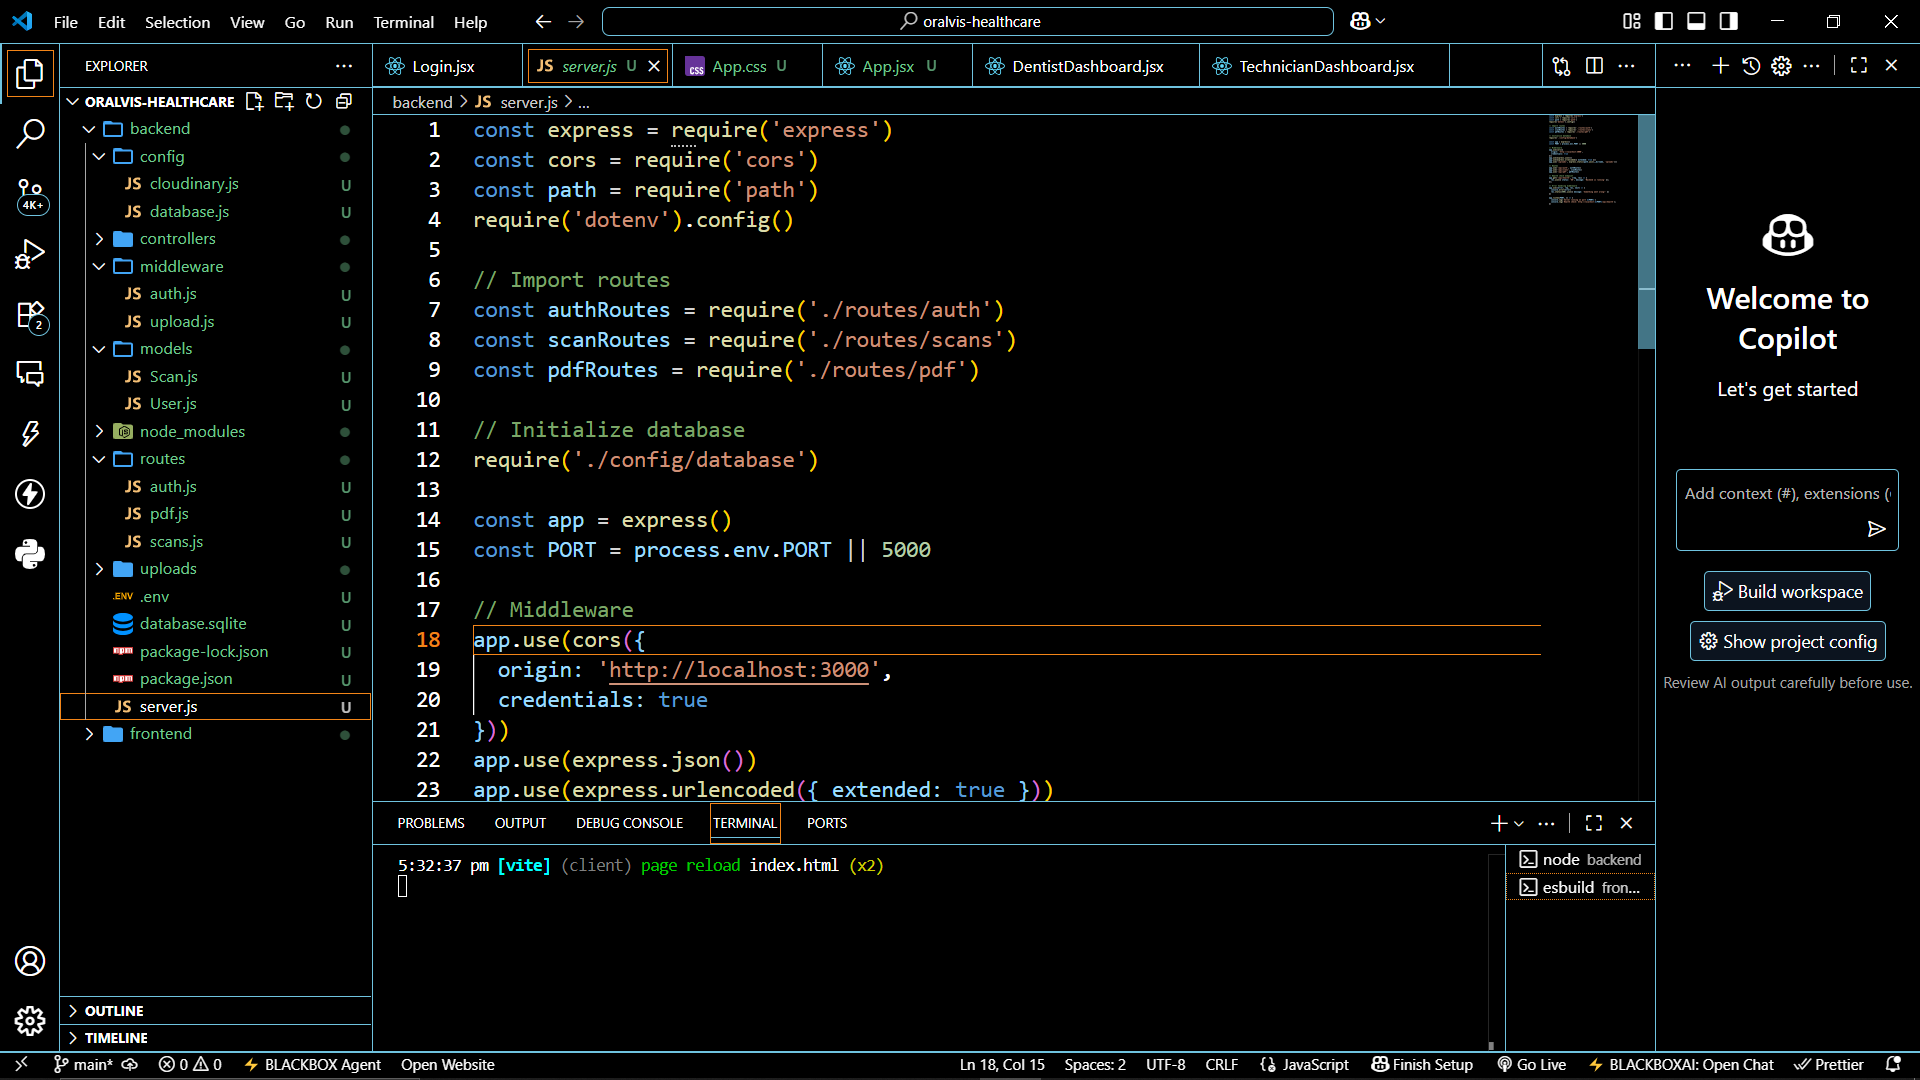 File Edit Selection View Go Run Terminal Help
oralvis-healthcare
EXPLORER
ORALVIS-HEALTHCARE
backend
config
JS cloudinary.js U
JS database.js U
controllers
middleware
JS auth.js U
JS upload.js U
models
JS Scan.js U
JS User.js U
node_modules
routes
JS auth.js U
JS pdf.js U
JS scans.js U
uploads
.ENV .env U
database.sqlite U
npm package-lock.json U
npm package.json U
JS server.js U
frontend
OUTLINE
TIMELINE
4K+
2
Login.jsx
JS server.js U
css App.css U
App.jsx U
DentistDashboard.jsx
TechnicianDashboard.jsx
backend > JS server.js > ...
1 const express = require('express')
2 const cors = require('cors')
3 const path = require('path')
4 require('dotenv').config()
5
6 // Import routes
7 const authRoutes = require('./routes/auth')
8 const scanRoutes = require('./routes/scans')
9 const pdfRoutes = require('./routes/pdf')
10
11 // Initialize database
12 require('./config/database')
13
14 const app = express()
15 const PORT = process.env.PORT || 5000
16
17 // Middleware
18 app.use(cors({
19 origin: 'http://localhost:3000',
20 credentials: true
21 }))
22 app.use(express.json())
23 app.use(express.urlencoded({ extended: true }))
PROBLEMS OUTPUT DEBUG CONSOLE TERMINAL PORTS
5:32:37 pm [vite] (client) page reload index.html (x2)
node backend
esbuild fron...
Welcome to
Copilot
Let's get started
Add context (#), extensions (
Build workspace
Show project config
Review AI output carefully before use.
main* 0 0 BLACKBOX Agent Open Website Ln 18, Col 15 Spaces: 2 UTF-8 CRLF {} JavaScript Finish Setup Go Live BLACKBOXAI: Open Chat Prettier